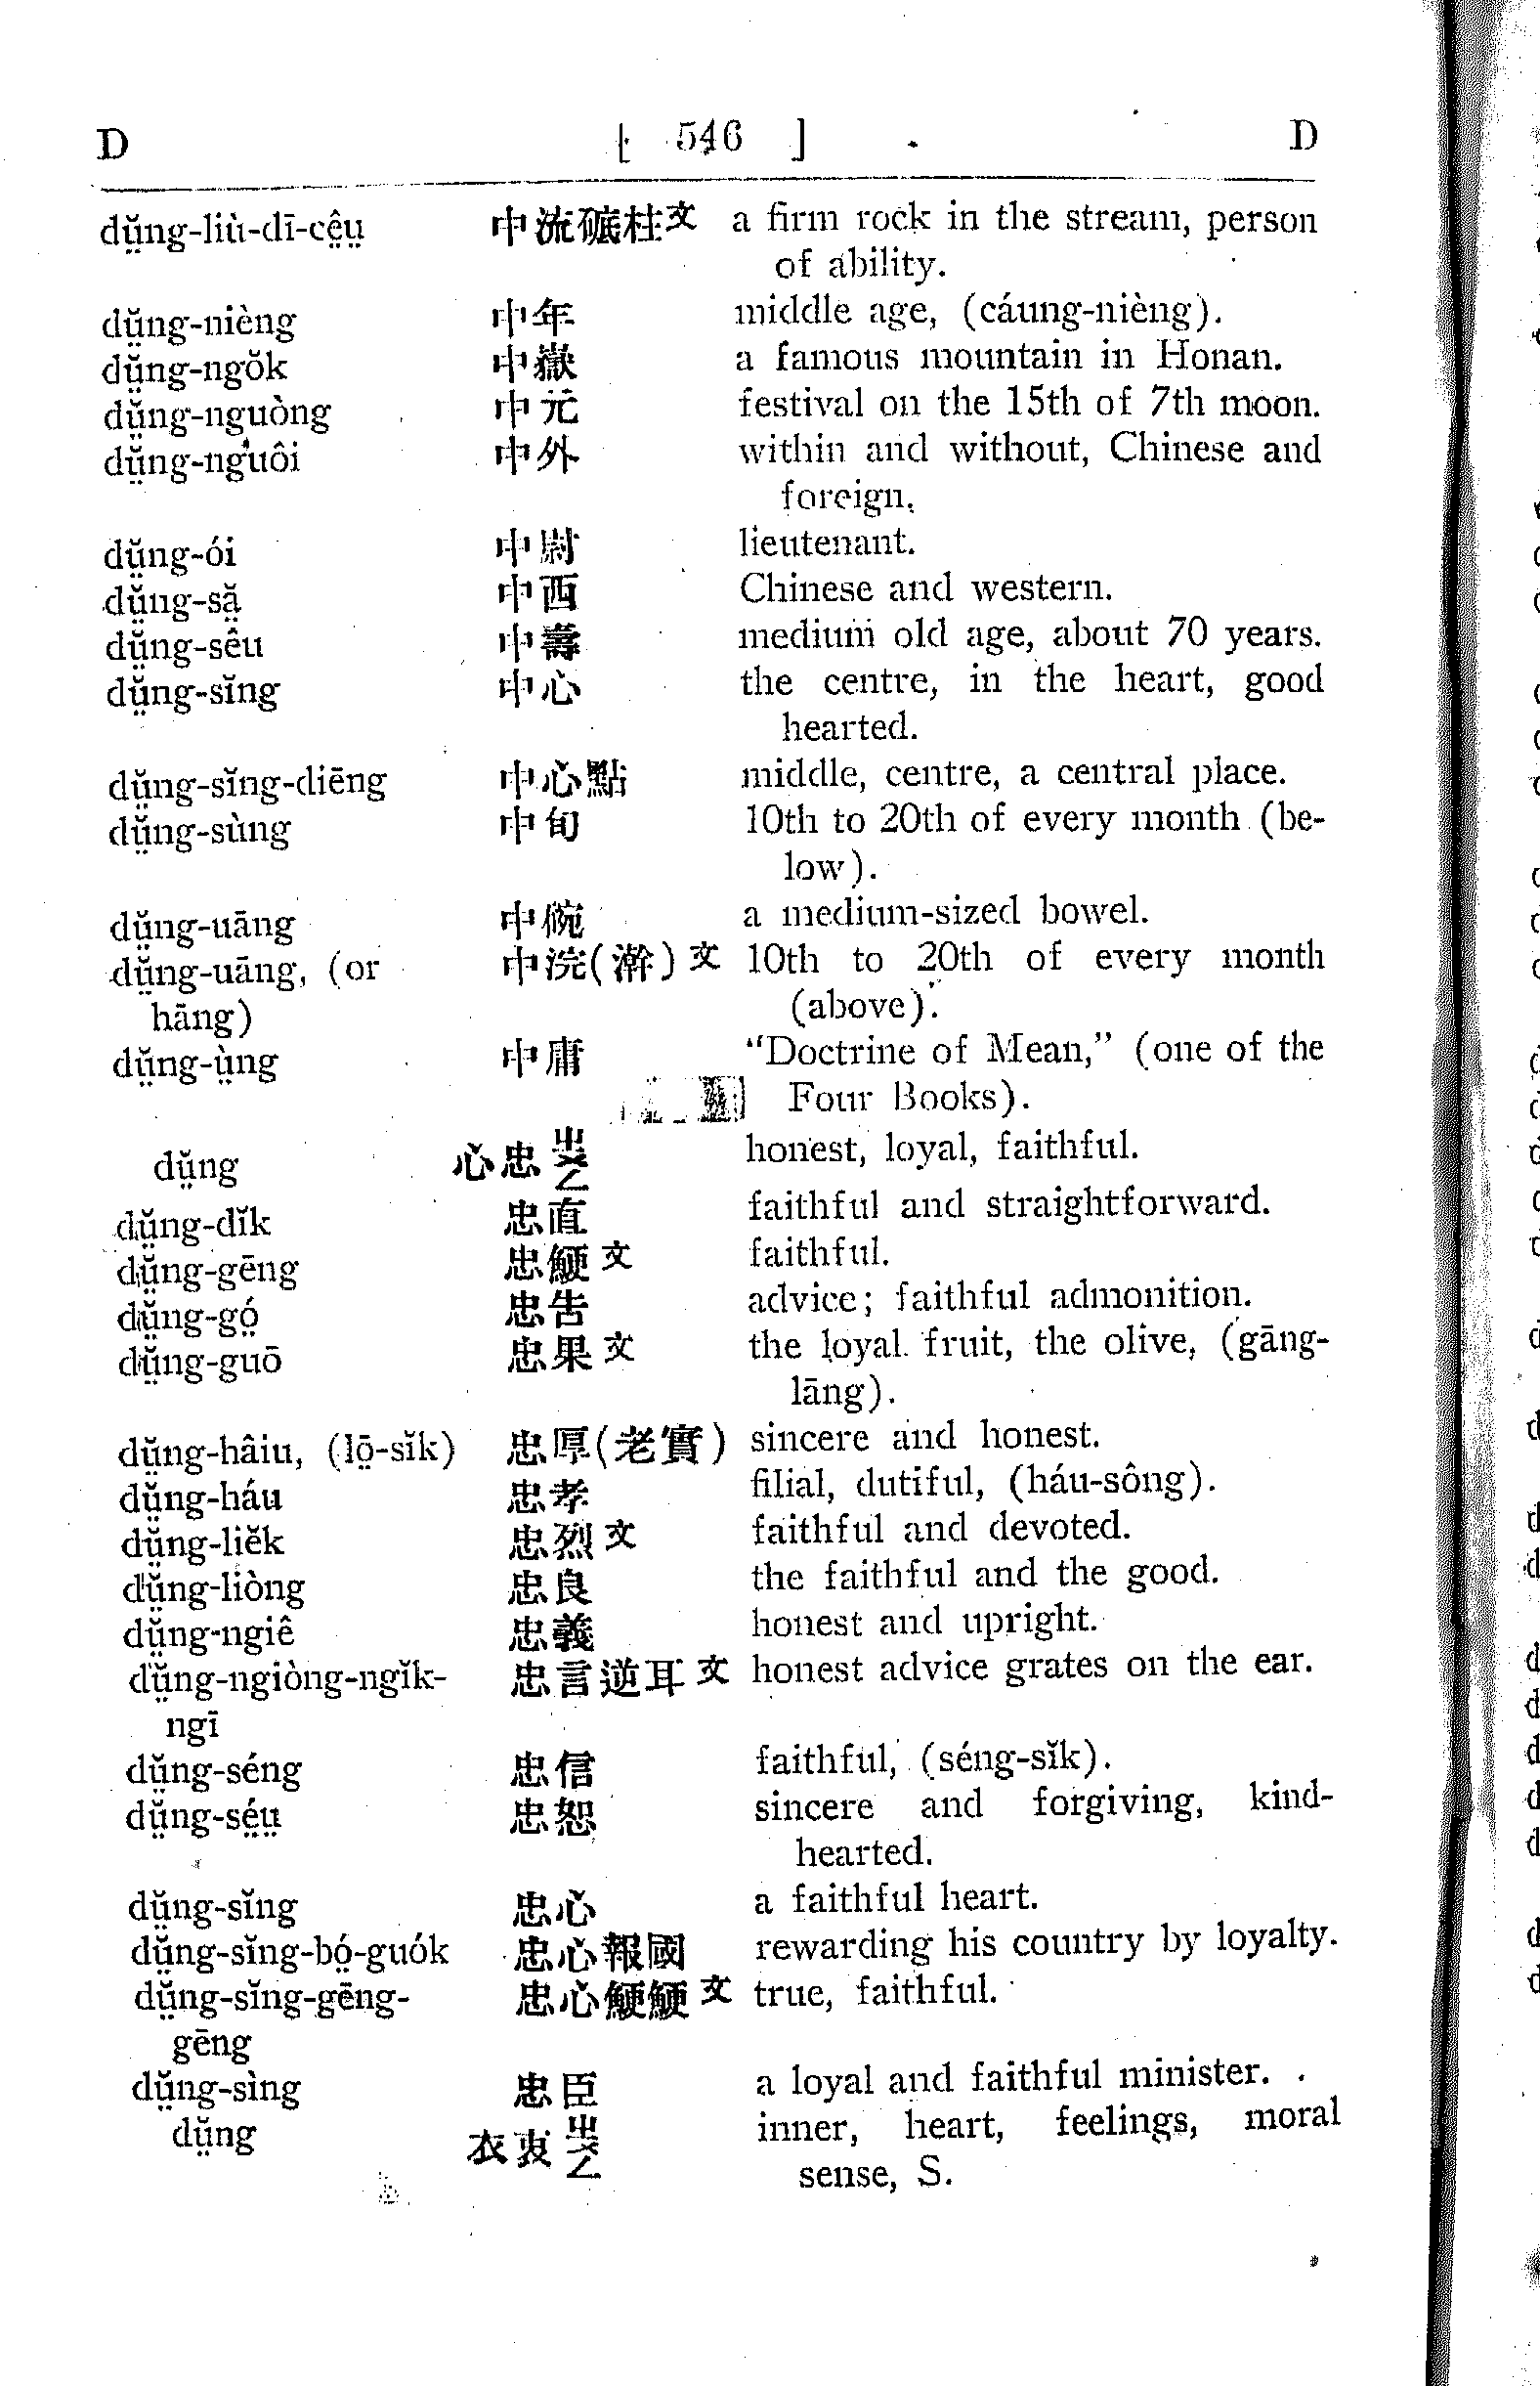 D [ 546 ] D
dṳ̆ng-liù-dī-cê̤ṳ 中流砥柱文 a firm rock in the stream, person
of ability.
dṳ̆ng-nièng 中年 middle age, (cáung-nièng).
dṳ̆ng-ngŏk 中嶽 a famous mountain in Honan.
dṳ̆ng-nguòng 中元 festival on the 15th of 7th moon.
dṳ̆ng-nguôi 中外 within and without, Chinese and
foreign.
dṳ̆ng-ói 中尉 lieutenant.
dṳ̆ng-să̤ 中西 Chinese and western.
dṳ̆ng-sêu 中壽 medium old age, about 70 years.
dṳ̆ng-sĭng 中心 the centre, in the heart, good
hearted.
dṳ̆ng-sĭng-diēng 中心點 middle, centre, a central place.
dṳ̆ng-sùng 中旬 10th to 20th of every month (be-
low).
dṳ̆ng-uāng 中碗 a medium-sized bowel.
dṳ̆ng-uāng, (or 中浣(澣)文 10th to 20th of every month
hāng) (above).
dṳ̆ng-ṳ̀ng 中庸 "Doctrine of Mean," (one of the
Four Books).
dṳ̆ng 心忠 ㄓㄨㄥ honest, loyal, faithful.
dṳ̆ng-dĭk 忠直 faithful and straightforward.
dṳ̆ng-gēng 忠鯁文 faithful.
dṳ̆ng-gó̤ 忠告 advice; faithful admonition.
dṳ̆ng-guō 忠果文 the loyal fruit, the olive, (gāng-
lāng).
dṳ̆ng-hâiu, (lō̤-sĭk) 忠厚(老實) sincere and honest.
dṳ̆ng-háu 忠孝 filial, dutiful, (háu-sông).
dṳ̆ng-liĕk 忠烈文 faithful and devoted.
dṳ̆ng-liòng 忠良 the faithful and the good.
dṳ̆ng-ngiê 忠義 honest and upright.
dṳ̆ng-ngiòng-ngĭk- 忠言逆耳文 honest advice grates on the ear.
ngī
dṳ̆ng-séng 忠信 faithful, (séng-sĭk).
dṳ̆ng-sé̤ṳ 忠恕 sincere and forgiving, kind-
hearted.
dṳ̆ng-sĭng 忠心 a faithful heart.
dṳ̆ng-sĭng-bó̤-guók 忠心報國 rewarding his country by loyalty.
dṳ̆ng-sĭng-gēng- 忠心鯁鯁文 true, faithful.
gēng
dṳ̆ng-sìng 忠臣 a loyal and faithful minister.
dṳ̆ng 衣衷 ㄓㄨㄥ inner, heart, feelings, moral
sense, S.